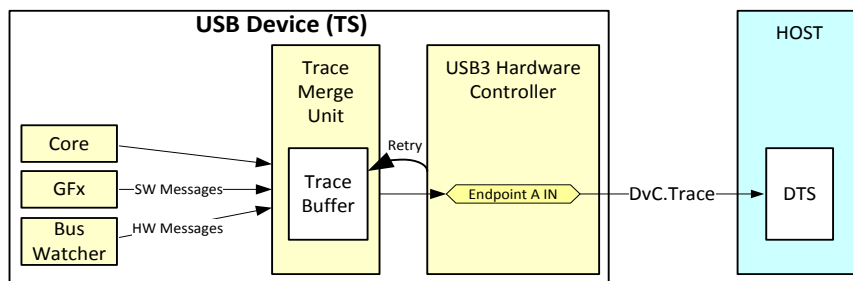 USB Device (TS)
HOST
Trace
Merge
Unit
USB3 Hardware
Controller
Core
GFx
Bus
Watcher
SW Messages
HW Messages
Retry
Trace
Buffer
Endpoint A IN
DvC.Trace
DTS